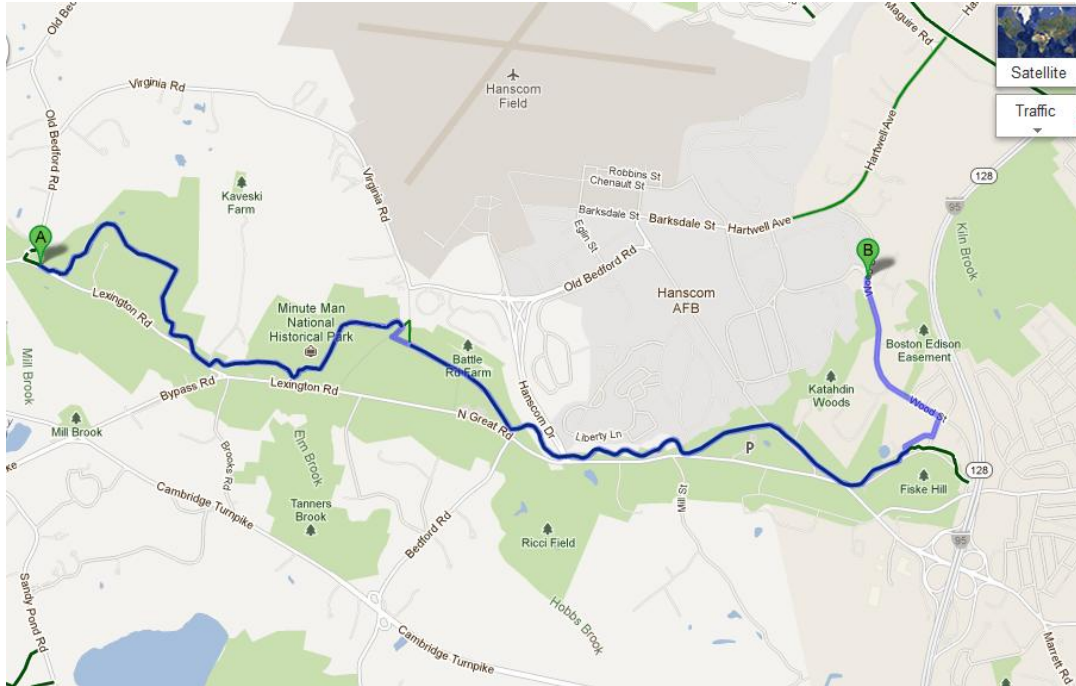 Old Bedford Rd
Maguire Rd
Satellite
Traffic
Virginia Rd
Hanscom
Field
Hartwell Ave
Old Bedford Rd
Virginia Rd
Robbins St
Chenault St
128
Kaveski
Farm
Barksdale St
Barksdale St
Hartwell Ave
95
Eglin St
Kiln Brook
A
B
Old Bedford Rd
Lexington Rd
Hanscom
AFB
Minute Man
National
Historical Park
Boston Edison
Easement
Mill Brook
Battle
Rd Farm
Katahdin
Woods
Bypass Rd
Lexington Rd
Hanscom Dr
Wood St
N Great Rd
Liberty Ln
Mill Brook
P
Elm Brook
Brooks Rd
128
Mill St
Fiske Hill
Cambridge Turnpike
Tanners
Brook
Bedford Rd
Ricci Field
95
Sandy Pond Rd
Hobbs Brook
Cambridge Turnpike
Marrett Rd